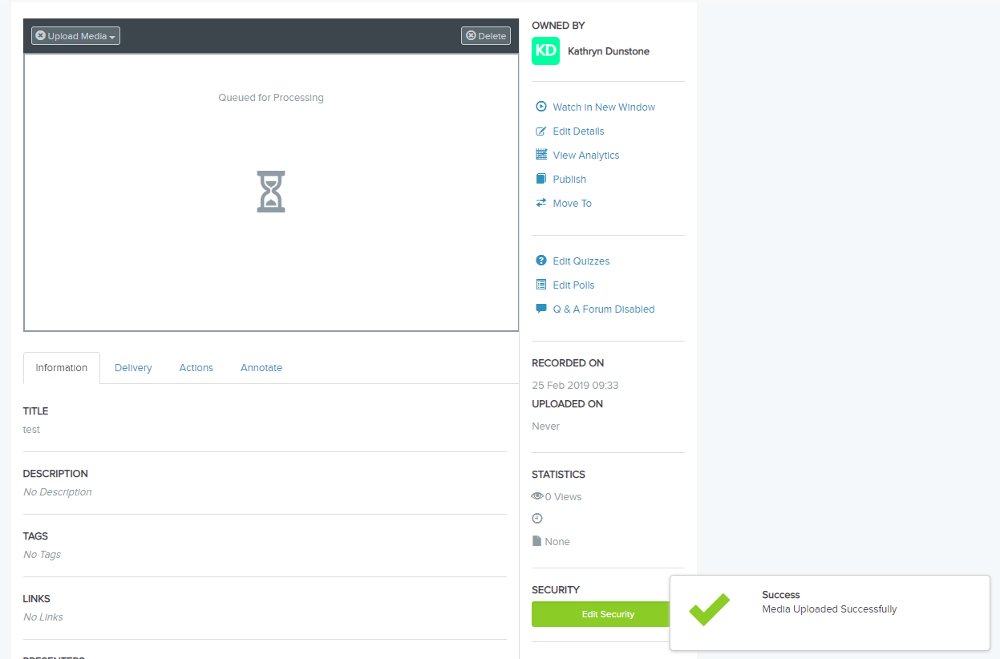 Upload Media
Delete
Queued for Processing
Information
Delivery
Actions
Annotate
TITLE
test
DESCRIPTION
No Description
TAGS
No Tags
LINKS
No Links
PRESENTERS
OWNED BY
KD
Kathryn Dunstone
Watch in New Window
Edit Details
View Analytics
Publish
Move To
Edit Quizzes
Edit Polls
Q & A Forum Disabled
RECORDED ON
25 Feb 2019 09:33
UPLOADED ON
Never
STATISTICS
0 Views
None
SECURITY
Edit Security
Success
Media Uploaded Successfully